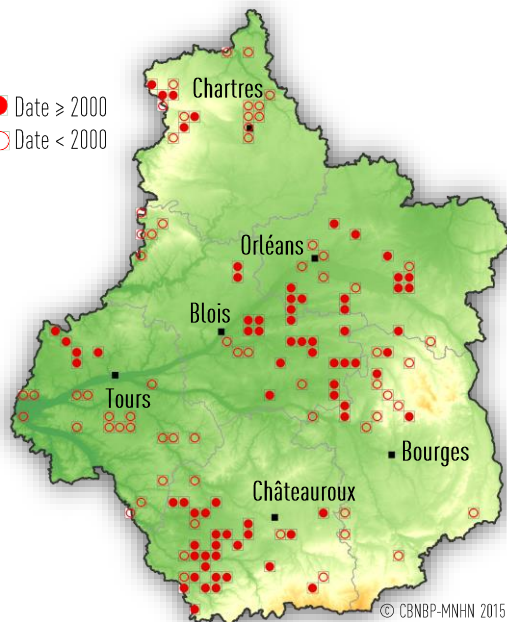 Chartres
Date ≥ 2000
Date < 2000
Orléans
Blois
Tours
Bourges
Châteauroux
© CBNBP-MNHN 2015